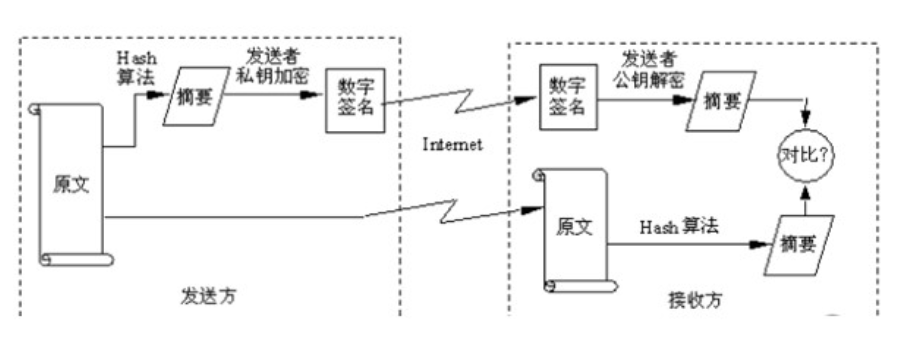 Hash
算法
摘要
发送者
私钥加密
数字
签名
原文
发送方
Internet
数字
签名
发送者
公钥解密
摘要
对比?
原文
Hash 算法
摘要
接收方